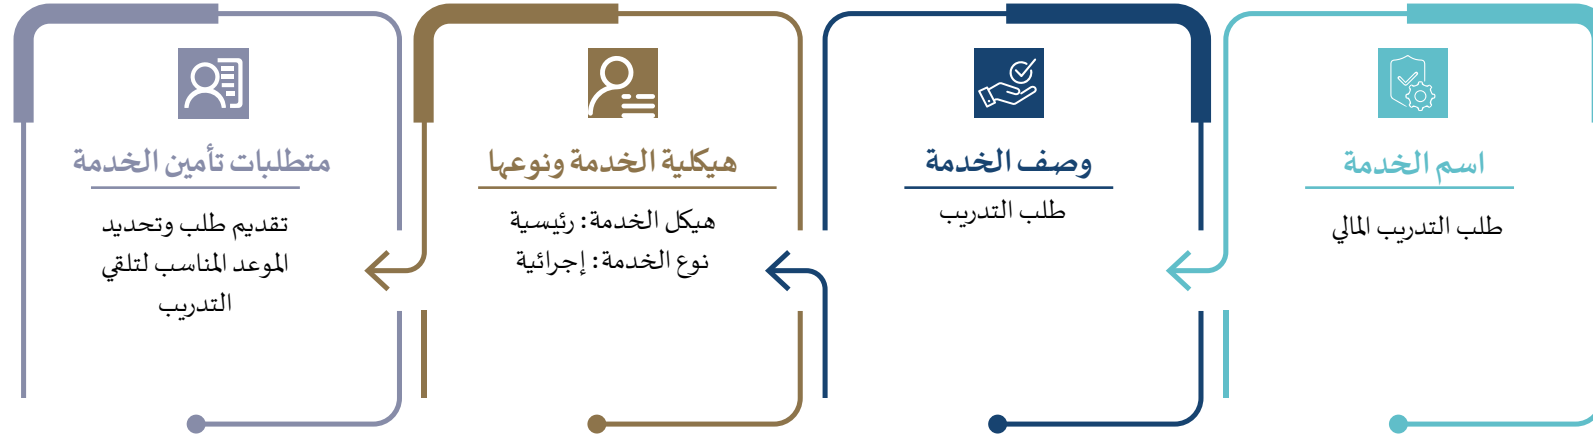 اسم الخدمة
طلب التدريب المالي
وصف الخدمة
طلب التدريب
هيكلية الخدمة ونوعها
هيكل الخدمة: رئيسية
نوع الخدمة: إجرائية
متطلبات تأمين الخدمة
تقديم طلب وتحديد
الموعد المناسب لتلقي
التدريب